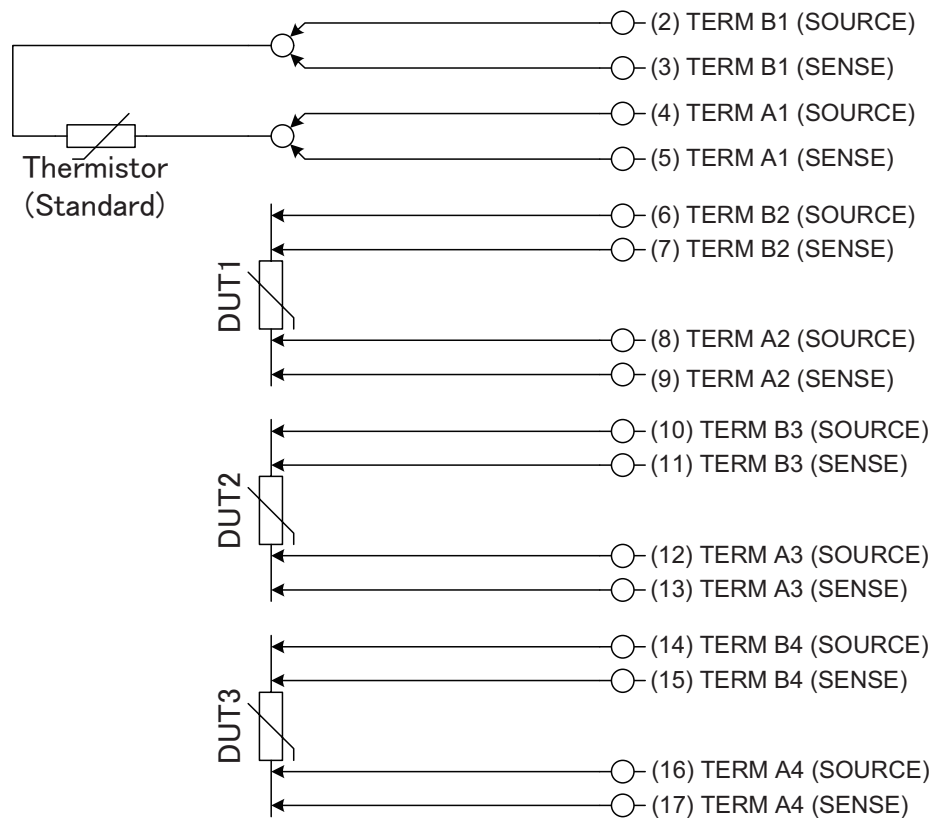 (2) TERM B1 (SOURCE)
(3) TERM B1 (SENSE)
(4) TERM A1 (SOURCE)
(5) TERM A1 (SENSE)
Thermistor
(Standard)
(6) TERM B2 (SOURCE)
(7) TERM B2 (SENSE)
DUT1
(8) TERM A2 (SOURCE)
(9) TERM A2 (SENSE)
(10) TERM B3 (SOURCE)
(11) TERM B3 (SENSE)
DUT2
(12) TERM A3 (SOURCE)
(13) TERM A3 (SENSE)
(14) TERM B4 (SOURCE)
(15) TERM B4 (SENSE)
DUT3
(16) TERM A4 (SOURCE)
(17) TERM A4 (SENSE)